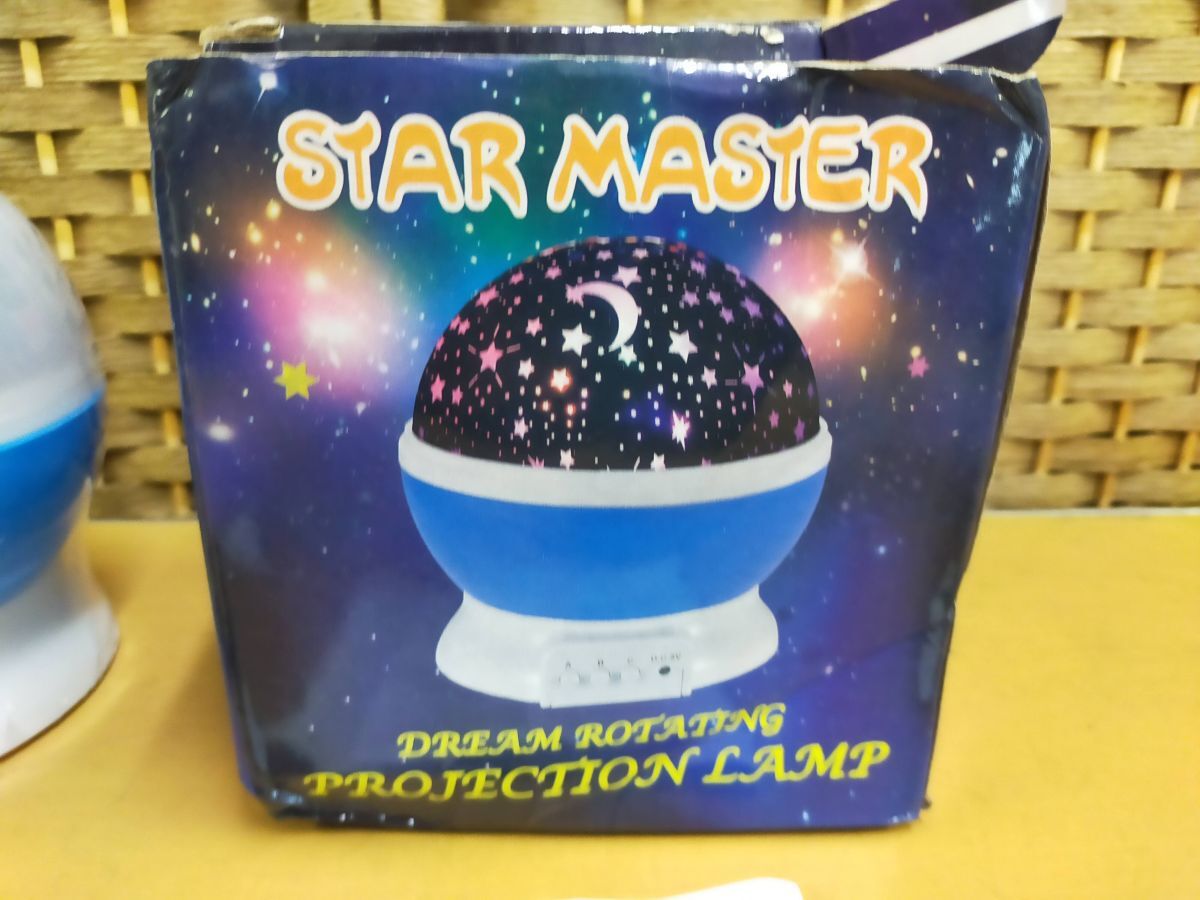 STAR MASTER
A B C
DREAM ROTATING
PROJECTION LAMP